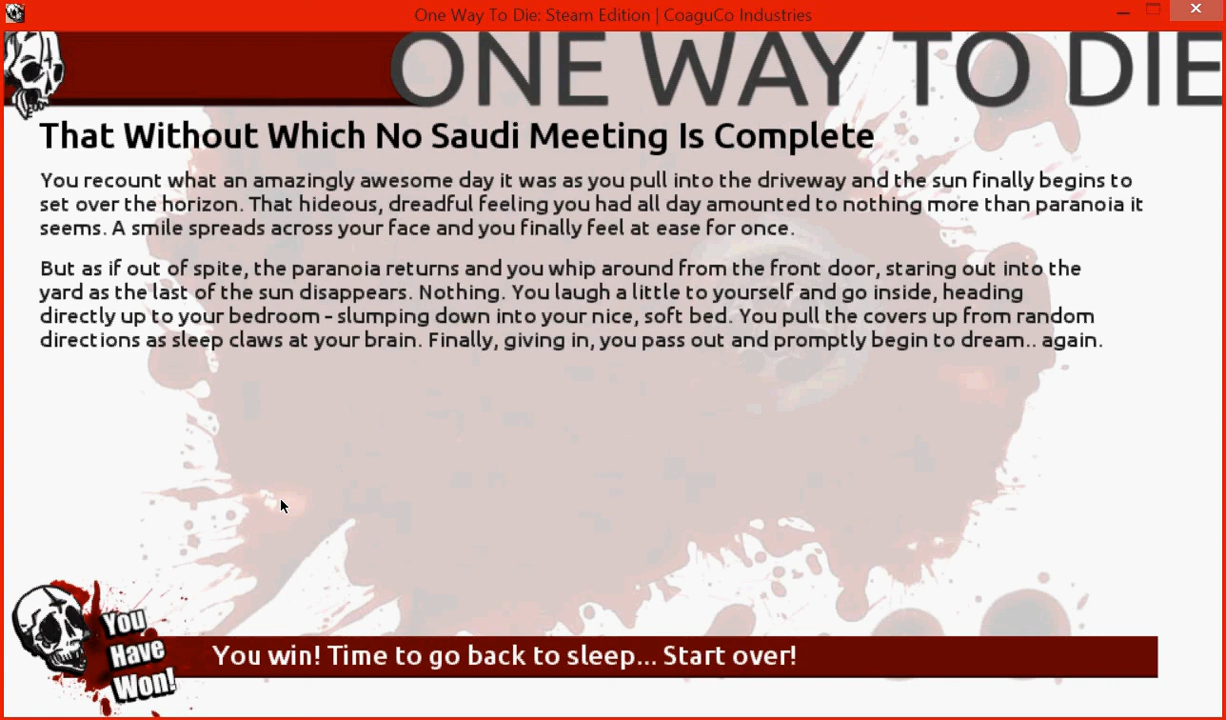 One Way To Die: Steam Edition | CoaguCo Industries
ONE WAY TO DIE
That Without Which No Saudi Meeting Is Complete
You recount what an amazingly awesome day it was as you pull into the driveway and the sun finally begins to
set over the horizon. That hideous, dreadful feeling you had all day amounted to nothing more than paranoia it
seems. A smile spreads across your face and you finally feel at ease for once.
But as if out of spite, the paranoia returns and you whip around from the front door, staring out into the
yard as the last of the sun disappears. Nothing. You laugh a little to yourself and go inside, heading
directly up to your bedroom - slumping down into your nice, soft bed. You pull the covers up from random
directions as sleep claws at your brain. Finally, giving in, you pass out and promptly begin to dream.. again.
You
Have
Won!
You win! Time to go back to sleep... Start over!